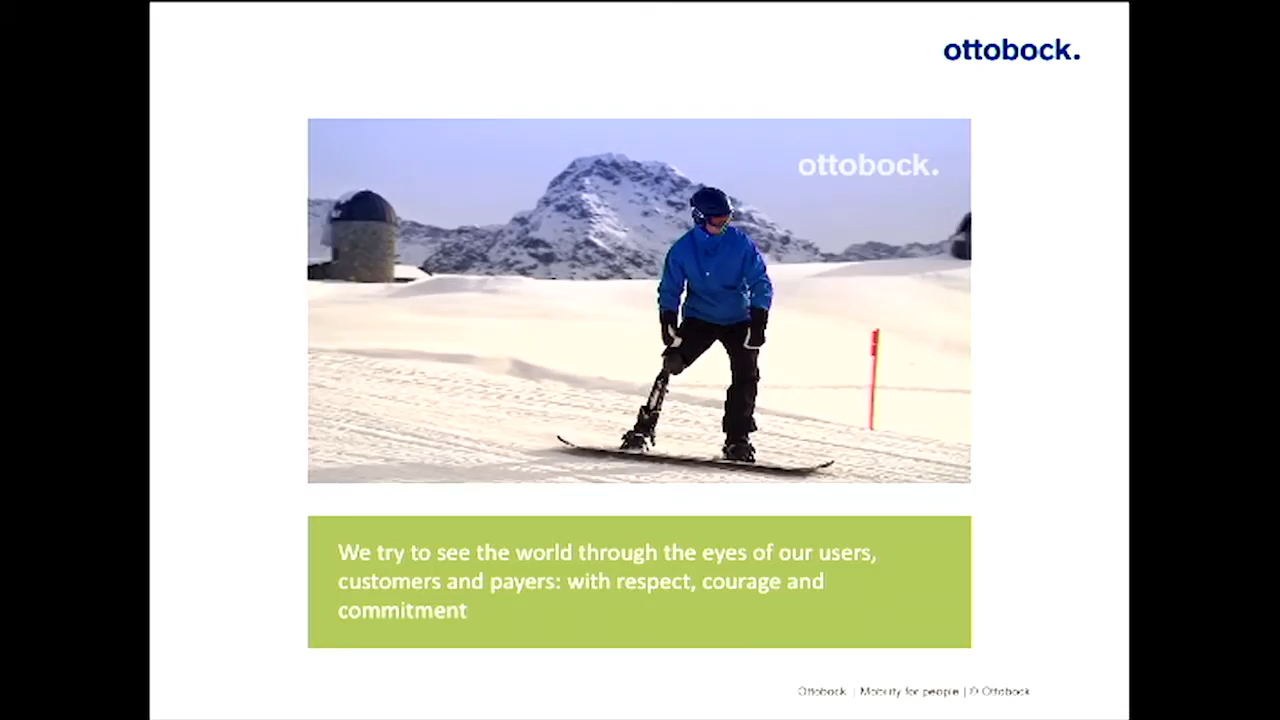 ottobock.
ottobock.
We try to see the world through the eyes of our users,
customers and payers: with respect, courage and
commitment
Ottobock | Mobility for people | © Ottobock